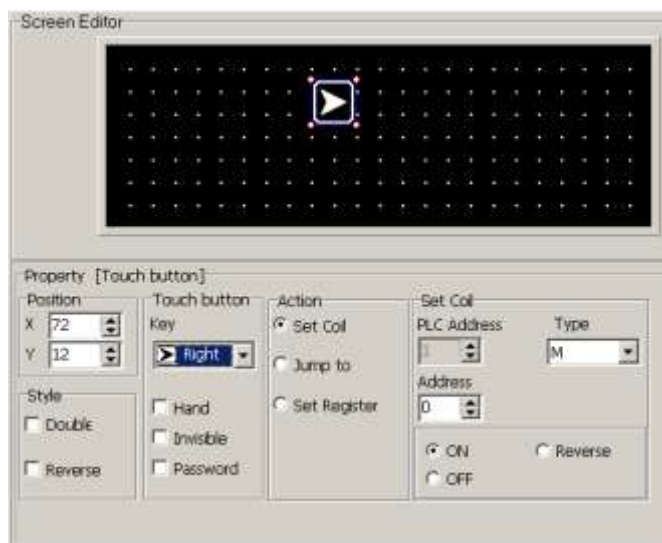 Screen Editor
Property [Touch button]
Position
X 72
Y 12
Style
Double
Reverse
Touch button
Key
Right
Hand
Invisible
Password
Action
Set Coil
Jump to
Set Register
Set Coil
PLC Address
Type
1
M
Address
0
ON
Reverse
OFF